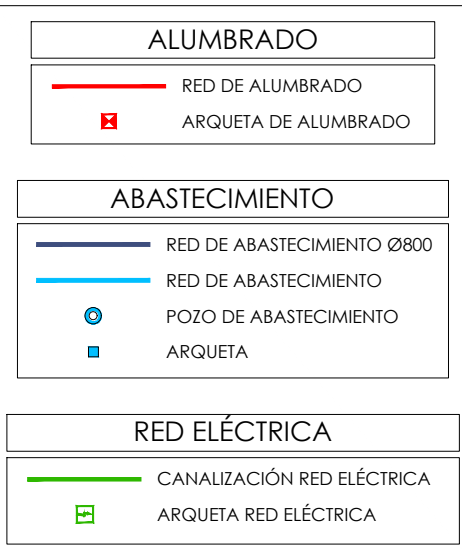 ALUMBRADO
RED DE ALUMBRADO
ARQUETA DE ALUMBRADO
ABASTECIMIENTO
RED DE ABASTECIMIENTO Ø800
RED DE ABASTECIMIENTO
POZO DE ABASTECIMIENTO
ARQUETA
RED ELÉCTRICA
CANALIZACIÓN RED ELÉCTRICA
ARQUETA RED ELÉCTRICA